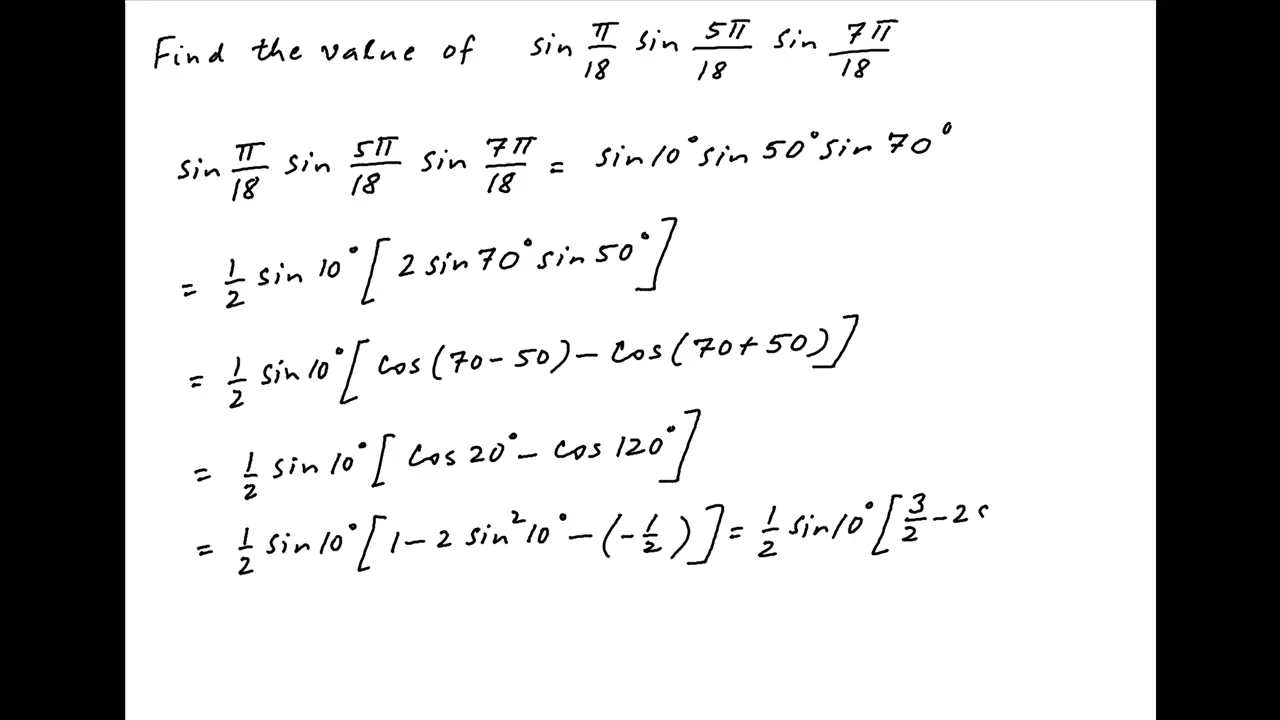 Find the value of sin π/18 sin 5π/18 sin 7π/18
sin π/18 sin 5π/18 sin 7π/18 = sin 10° sin 50° sin 70°
= 1/2 sin 10° [ 2 sin 70° sin 50° ]
= 1/2 sin 10° [ cos (70 - 50) - cos (70 + 50) ]
= 1/2 sin 10° [ cos 20° - cos 120° ]
= 1/2 sin 10° [ 1 - 2 sin² 10° - (-1/2) ] = 1/2 sin 10° [ 3/2 - 2 s